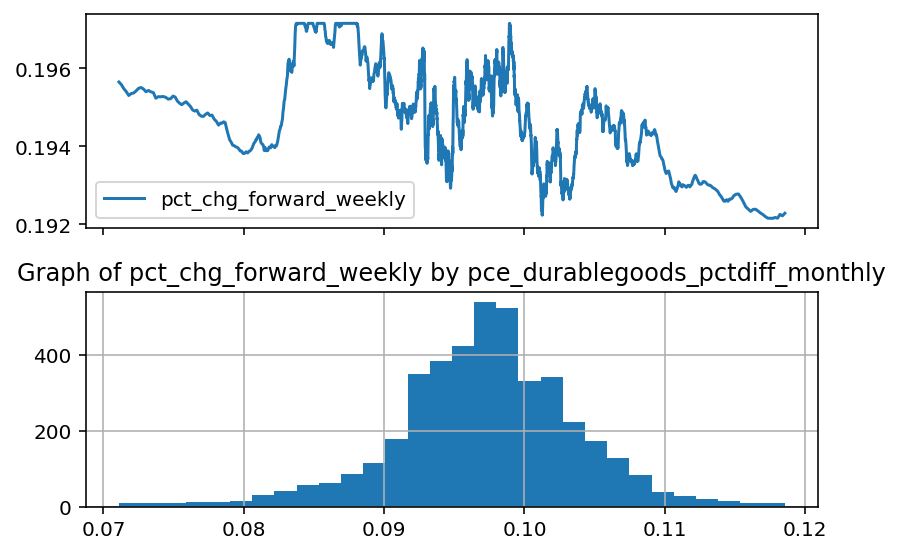 0.196
0.194
0.192
pct_chg_forward_weekly
Graph of pct_chg_forward_weekly by pce_durablegoods_pctdiff_monthly
400
200
0
0.07 0.08 0.09 0.10 0.11 0.12